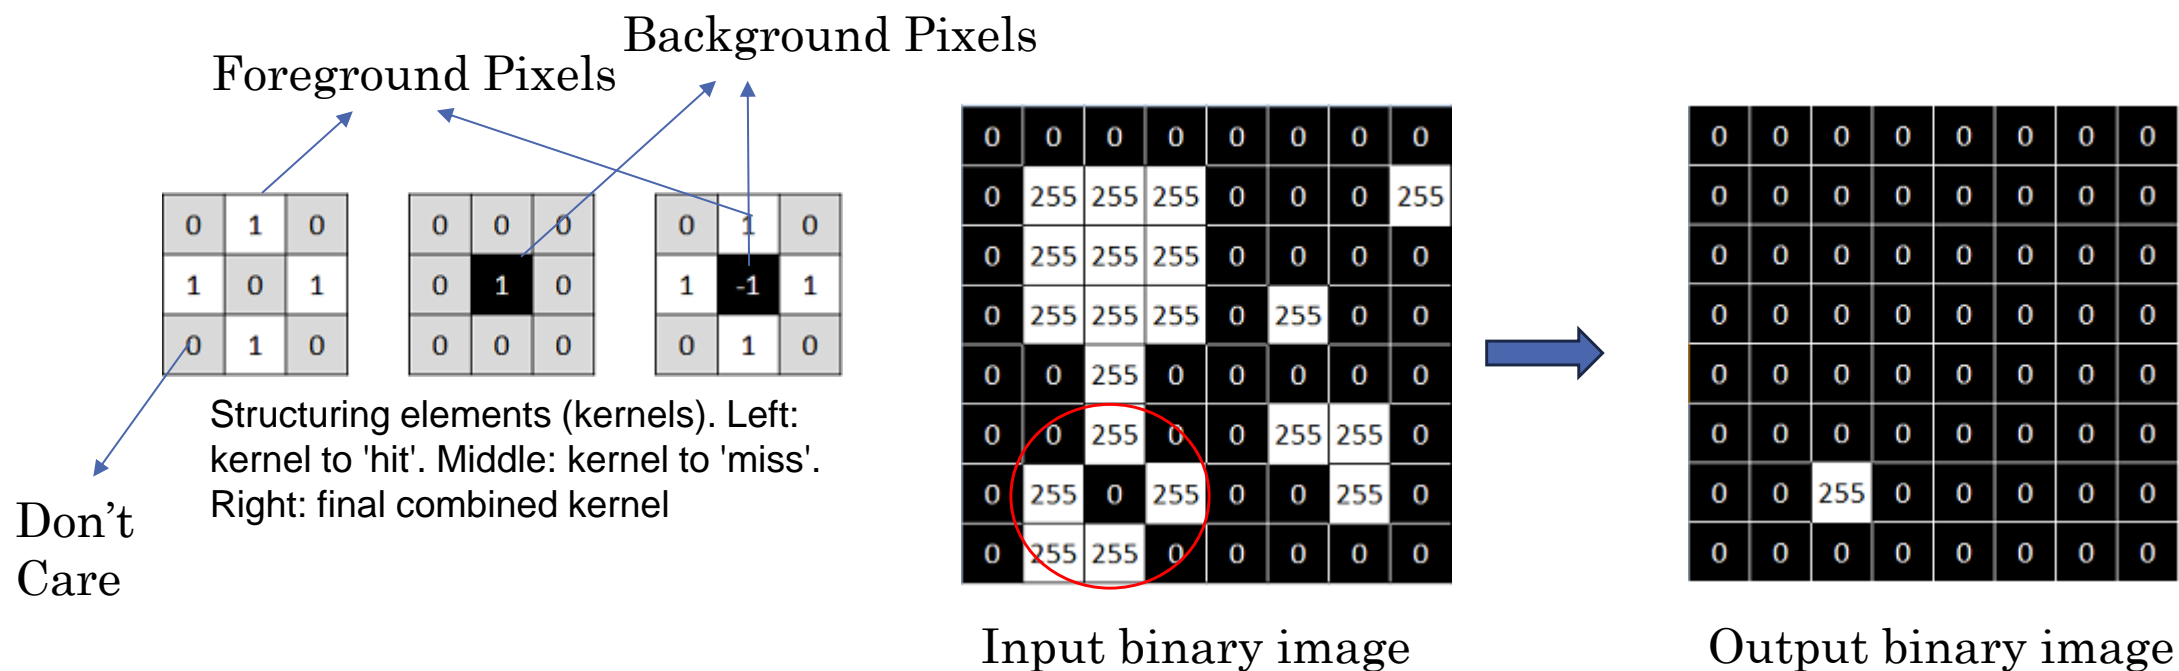 Background Pixels
Foreground Pixels
0 1 0
1 0 1
0 1 0
0 0 0
0 1 0
0 0 0
0 1 0
1 -1 1
0 1 0
Structuring elements (kernels). Left:
kernel to 'hit'. Middle: kernel to 'miss'.
Right: final combined kernel
Don’t
Care
0 0 0 0 0 0 0 0
0 255 255 255 0 0 0 255
0 255 255 255 0 0 0 0
0 255 255 255 0 255 0 0
0 0 255 0 0 0 0 0
0 0 255 0 0 255 255 0
0 255 0 255 0 0 255 0
0 255 255 0 0 0 0 0
Input binary image
0 0 0 0 0 0 0 0
0 0 0 0 0 0 0 0
0 0 0 0 0 0 0 0
0 0 0 0 0 0 0 0
0 0 0 0 0 0 0 0
0 0 0 0 0 0 0 0
0 0 255 0 0 0 0 0
0 0 0 0 0 0 0 0
Output binary image